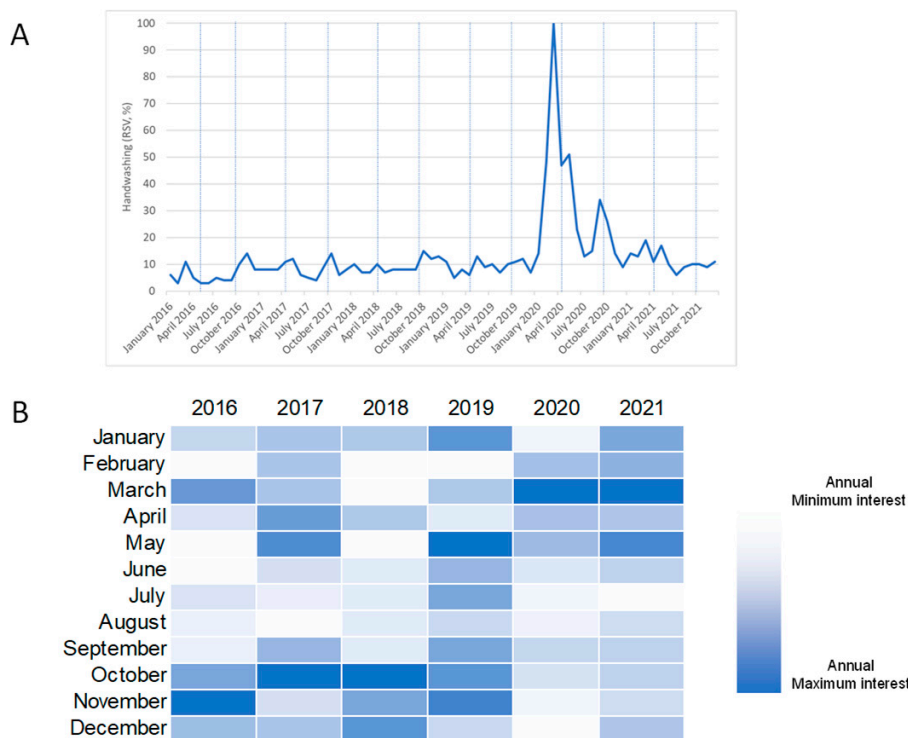 A
Handwashing (RSV, %)
100
90
80
70
60
50
40
30
20
10
0
January 2016
April 2016
July 2016
October 2016
January 2017
April 2017
July 2017
October 2017
January 2018
April 2018
July 2018
October 2018
January 2019
April 2019
July 2019
October 2019
January 2020
April 2020
July 2020
October 2020
January 2021
April 2021
July 2021
October 2021
B
2016 2017 2018 2019 2020 2021
January
February
March
April
May
June
July
August
September
October
November
December
Annual
Minimum interest
Annual
Maximum interest